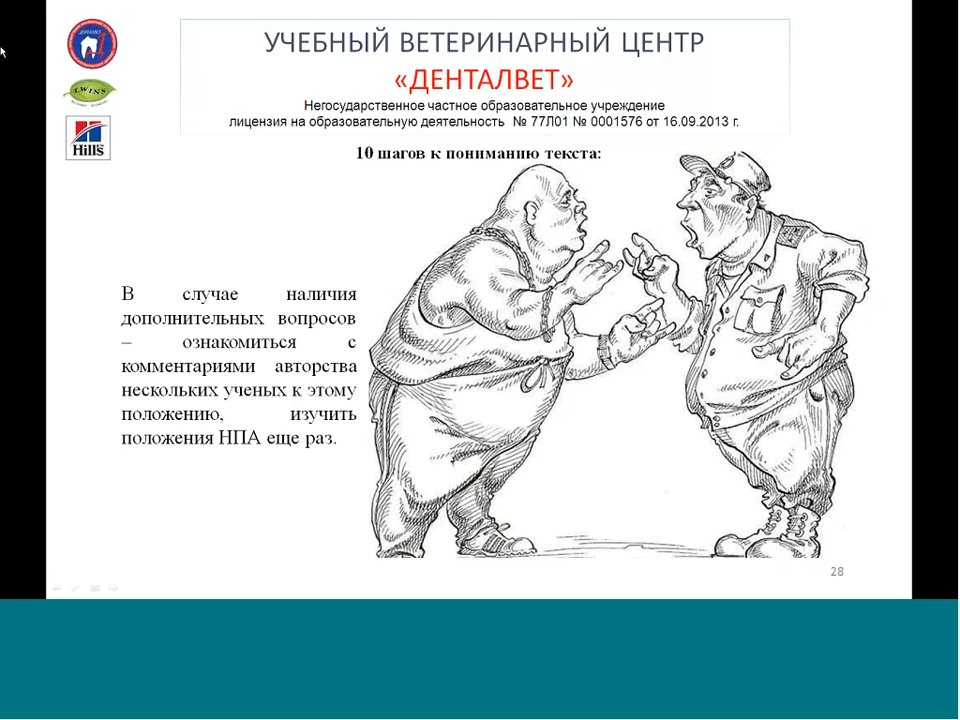 УЧЕБНЫЙ ВЕТЕРИНАРНЫЙ ЦЕНТР
«ДЕНТАЛВЕТ»
Негосударственное частное образовательное учреждение
лицензия на образовательную деятельность № 77Л01 № 0001576 от 16.09.2013 г.
ДЕНТАЛВЕТ
TWINS
Hill's
10 шагов к пониманию текста:
В случае наличия
дополнительных вопросов
– ознакомиться с
комментариями авторства
нескольких ученых к этому
положению, изучить
положения НПА еще раз.
28